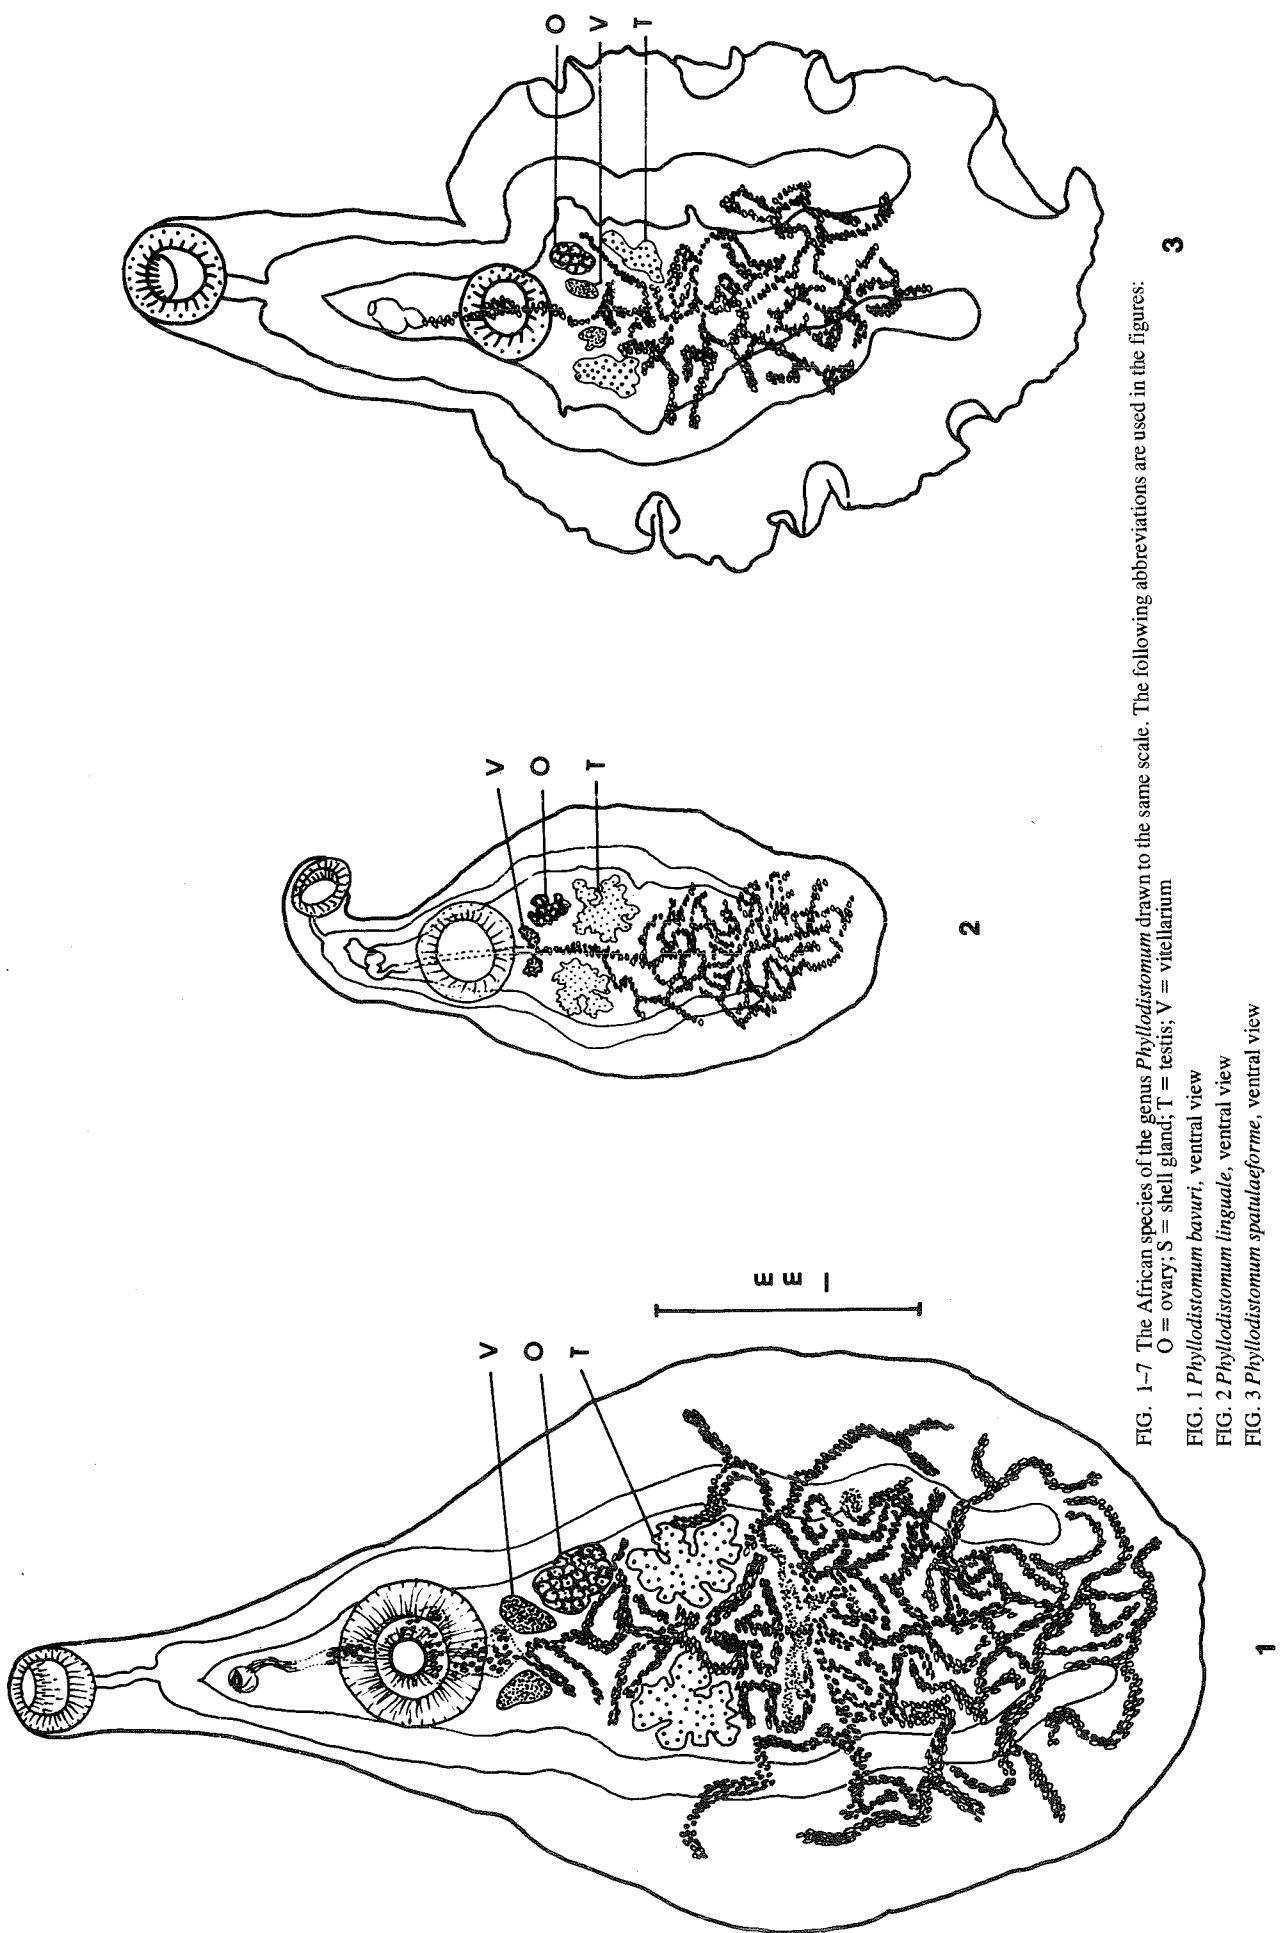 V
O
T
1 mm
1
V
O
T
2
O
V
T
3
FIG. 1–7 The African species of the genus Phyllodistomum drawn to the same scale. The following abbreviations are used in the figures:
O = ovary; S = shell gland; T = testis; V = vitellarium
FIG. 1 Phyllodistomum bavuri, ventral view
FIG. 2 Phyllodistomum linguale, ventral view
FIG. 3 Phyllodistomum spatulaeforme, ventral view